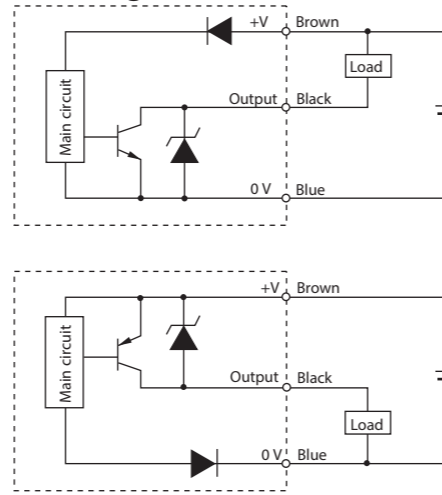 +V Brown
Load
Main circuit
Output Black
0 V Blue
+V Brown
Main circuit
Output Black
Load
0 V Blue